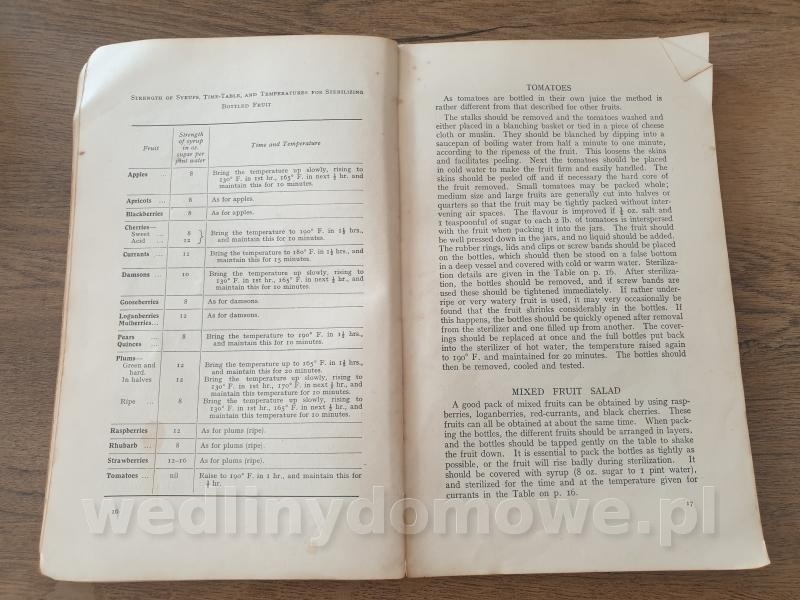 STRENGTH OF SYRUPS, TIME-TABLE, AND TEMPERATURES FOR STERILIZING
BOTTLED FRUIT
Fruit
Strength
of syrup
in oz.
sugar per
pint water
Time and Temperature
Apples ... 8 Bring the temperature up slowly, rising to
130° F. in 1st hr., 165° F. in next ½ hr. and
maintain this for 10 minutes.
Apricots ... 8 As for apples.
Blackberries 8 As for apples.
Cherries—
Sweet ... 8 Bring the temperature to 190° F. in 1½ hrs.,
Acid ... 12 } and maintain this for 10 minutes.
Currants ... 12 Bring the temperature to 180° F. in 1½ hrs.,
and maintain this for 15 minutes.
Damsons ... 10 Bring the temperature up slowly, rising to
130° F. in 1st hr., 165° F. in next ½ hr. and
maintain this for 10 minutes.
Gooseberries 8 As for damsons.
Loganberries 12 As for damsons.
Mulberries...
Pears ... 8 Bring the temperature to 190° F. in 1½ hrs.,
Quinces ... and maintain this for 10 minutes.
Plums—
Green and 12 Bring the temperature up to 165° F. in 1½ hrs.,
hard. and maintain this for 20 minutes.
In halves 12 Bring the temperature up slowly, rising to
130° F. in 1st hr., 170° F. in next ½ hr., and
maintain this temperature for 10 minutes.
Ripe ... 8 Bring the temperature up slowly, rising to
130° F. in 1st hr., 165° F. in next ½ hr., and
maintain this temperature for 10 minutes.
Raspberries 12 As for plums (ripe).
Rhubarb ... 8 As for plums (ripe).
Strawberries 12–16 As for plums (ripe).
Tomatoes ... nil Raise to 190° F. in 1 hr., and maintain this for
½ hr.
16
TOMATOES
As tomatoes are bottled in their own juice the method is
rather different from that described for other fruits.
The stalks should be removed and the tomatoes washed and
either placed in a blanching basket or tied in a piece of cheese
cloth or muslin. They should be blanched by dipping into a
saucepan of boiling water from half a minute to one minute,
according to the ripeness of the fruit. This loosens the skins
and facilitates peeling. Next the tomatoes should be placed
in cold water to make the fruit firm and easily handled. The
skins should be peeled off and if necessary the hard core of
the fruit removed. Small tomatoes may be packed whole;
medium size and large fruits are generally cut into halves or
quarters so that the fruit may be tightly packed without inter-
vening air spaces. The flavour is improved if ¼ oz. salt and
1 teaspoonful of sugar to each 2 lb. of tomatoes is interspersed
with the fruit when packing it into the jars. The fruit should
be well pressed down in the jars, and no liquid should be added.
The rubber rings, lids and clips or screw bands should be placed
on the bottles, which should then be stood on a false bottom
in a deep vessel and covered with cold or warm water. Steriliza-
tion details are given in the Table on p. 16. After steriliza-
tion, the bottles should be removed, and if screw bands are
used these should be tightened immediately. If rather under-
ripe or very watery fruit is used, it may very occasionally be
found that the fruit shrinks considerably in the bottles. If
this happens, the bottles should be quickly opened after removal
from the sterilizer and one filled up from another. The cover-
ings should be replaced at once and the full bottles put back
into the sterilizer of hot water, the temperature raised again
to 190° F. and maintained for 20 minutes. The bottles should
then be removed, cooled and tested.
MIXED FRUIT SALAD
A good pack of mixed fruits can be obtained by using rasp-
berries, loganberries, red-currants, and black cherries. These
fruits can all be obtained at about the same time. When pack-
ing the bottles, the different fruits should be arranged in layers,
and the bottles should be tapped gently on the table to shake
the fruit down. It is essential to pack the bottles as tightly as
possible, or the fruit will rise badly during sterilization. It
should be covered with syrup (8 oz. sugar to 1 pint water),
and sterilized for the time and at the temperature given for
currants in the Table on p. 16.
17
wedlinydomowe.pl